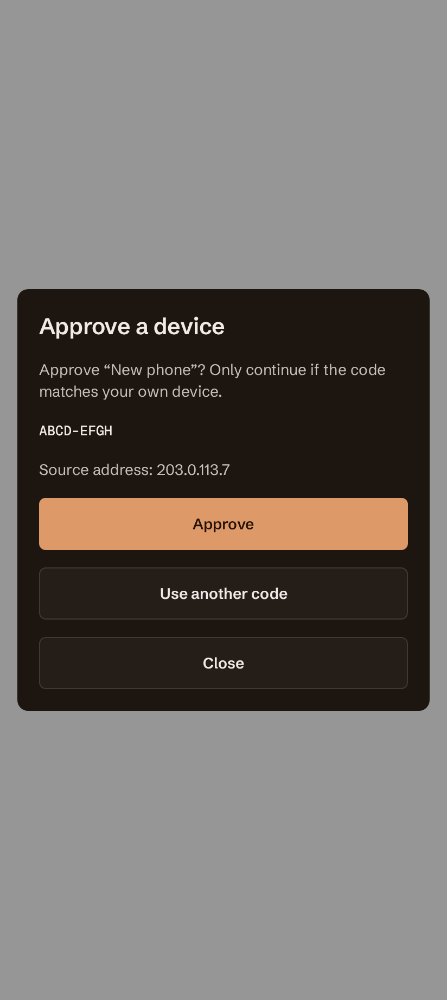 Approve a device
Approve “New phone”? Only continue if the code
matches your own device.
ABCD-EFGH
Source address: 203.0.113.7
Approve
Use another code
Close